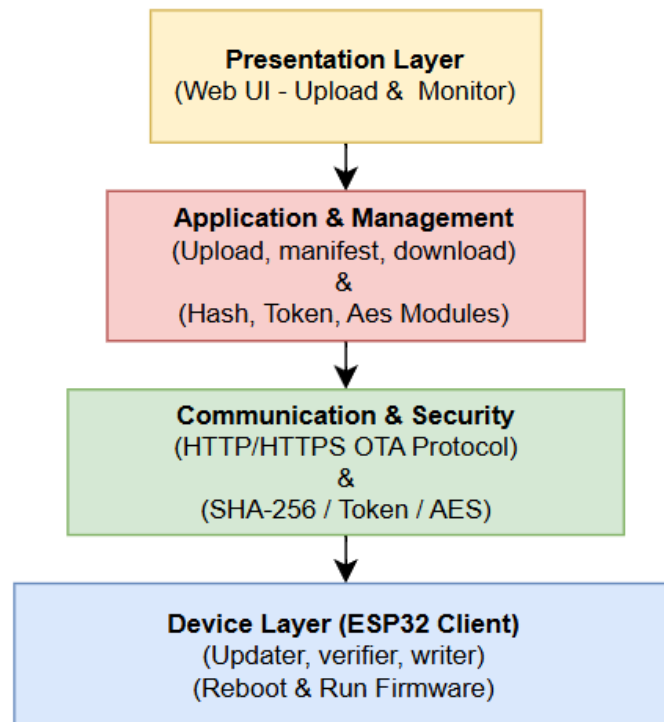 Presentation Layer
(Web UI - Upload & Monitor)
Application & Management
(Upload, manifest, download)
&
(Hash, Token, Aes Modules)
Communication & Security
(HTTP/HTTPS OTA Protocol)
&
(SHA-256 / Token / AES)
Device Layer (ESP32 Client)
(Updater, verifier, writer)
(Reboot & Run Firmware)